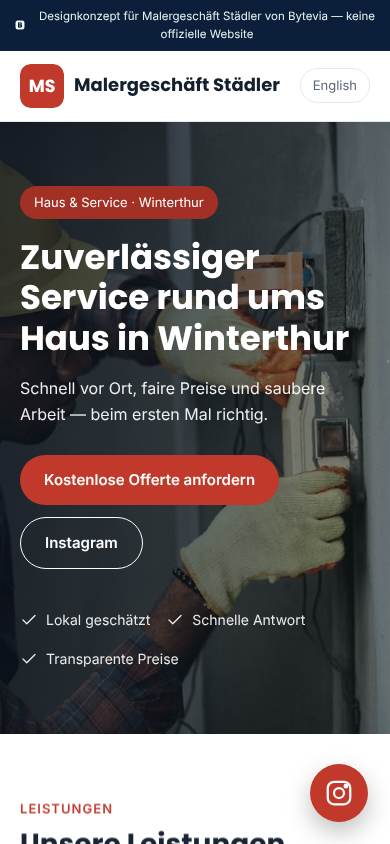 Designkonzept für Malergeschäft Städler von Bytevia — keine
offizielle Website
B
MS
Malergeschäft Städler
English
Haus & Service · Winterthur
Zuverlässiger
Service rund ums
Haus in Winterthur
Schnell vor Ort, faire Preise und saubere
Arbeit — beim ersten Mal richtig.
Kostenlose Offerte anfordern
Instagram
Lokal geschätzt
Schnelle Antwort
Transparente Preise
LEISTUNGEN
Unsere Leistungen